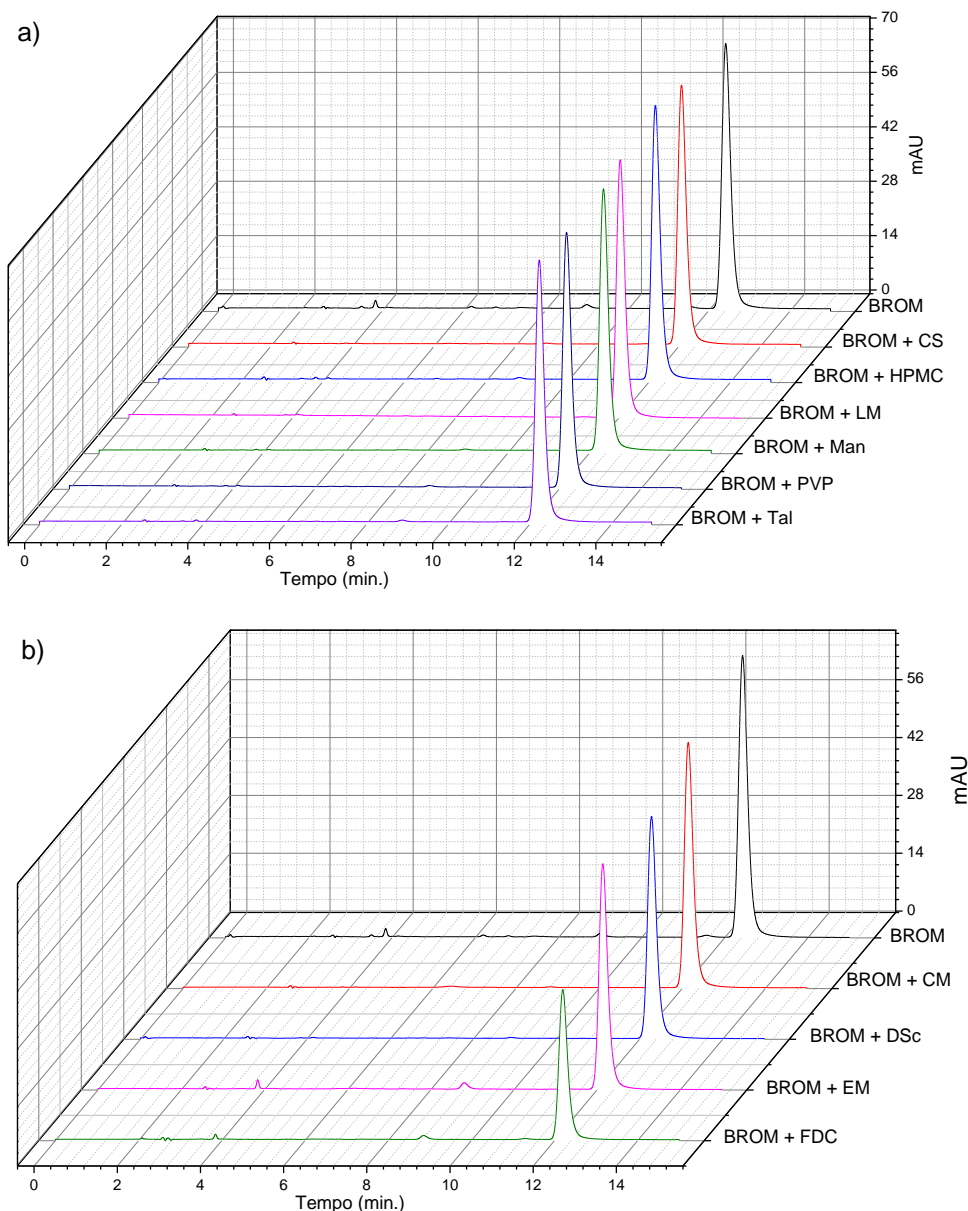 a)
70
56
42
28
14
0
mAU
BROM
BROM + CS
BROM + HPMC
BROM + LM
BROM + Man
BROM + PVP
BROM + Tal
0 2 4 6 8 10 12 14
Tempo (min.)
b)
56
42
28
14
0
mAU
BROM
BROM + CM
BROM + DSc
BROM + EM
BROM + FDC
0 2 4 6 8 10 12 14
Tempo (min.)